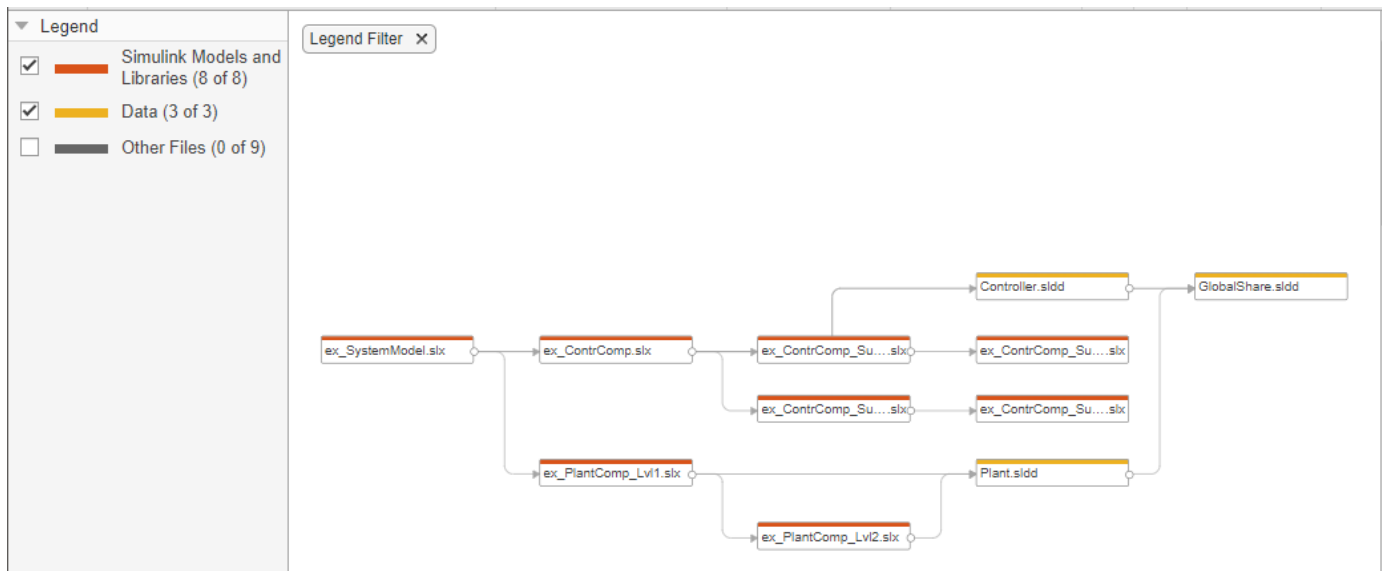 Legend
Simulink Models and
Libraries (8 of 8)
Data (3 of 3)
Other Files (0 of 9)
Legend Filter
Controller.sldd
GlobalShare.sldd
ex_SystemModel.slx
ex_ContrComp.slx
ex_ContrComp_Su....slx
ex_ContrComp_Su....slx
ex_ContrComp_Su....slx
ex_ContrComp_Su....slx
ex_PlantComp_Lvl1.slx
Plant.sldd
ex_PlantComp_Lvl2.slx